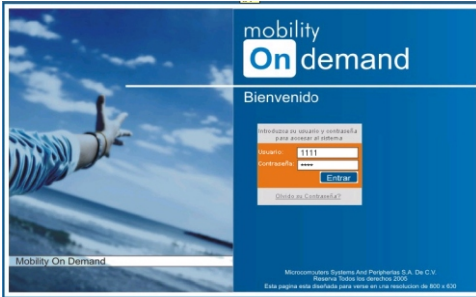 mobility
On demand
Bienvenido
Introduzca su usuario y contraseña
para accesar al sistema
Usuario: 1111
Contraseña: ••••
Entrar
Olvido su Contraseña?
Mobility On Demand
Microcomputers Systems And Peripherlas S.A. De C.V.
Reserva Todos los derechos 2005
Esta pagina esta diseñada para verse en una resolucion de 800 x 600